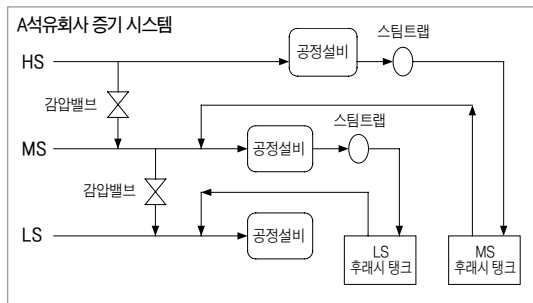 A석유회사 증기 시스템
스팀트랩
HS
공정설비
감압밸브
스팀트랩
MS
공정설비
감압밸브
LS
공정설비
LS
후래시 탱크
MS
후래시 탱크